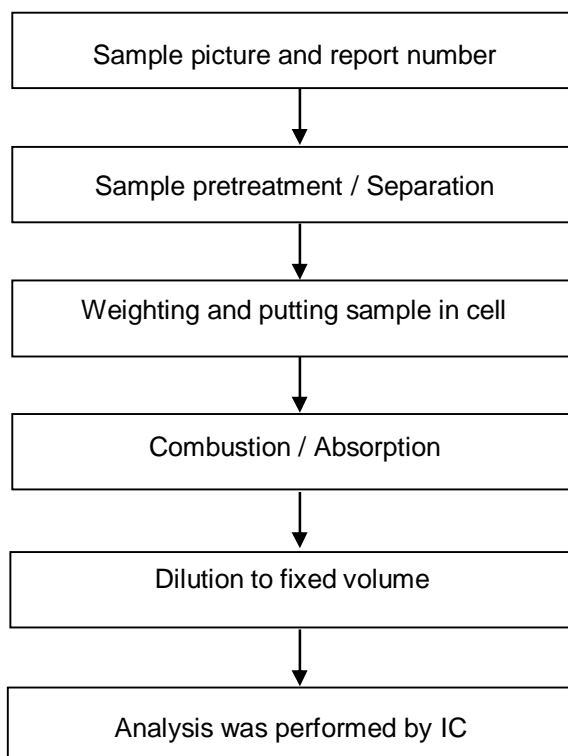 Sample picture and report number
Sample pretreatment / Separation
Weighting and putting sample in cell
Combustion / Absorption
Dilution to fixed volume
Analysis was performed by IC